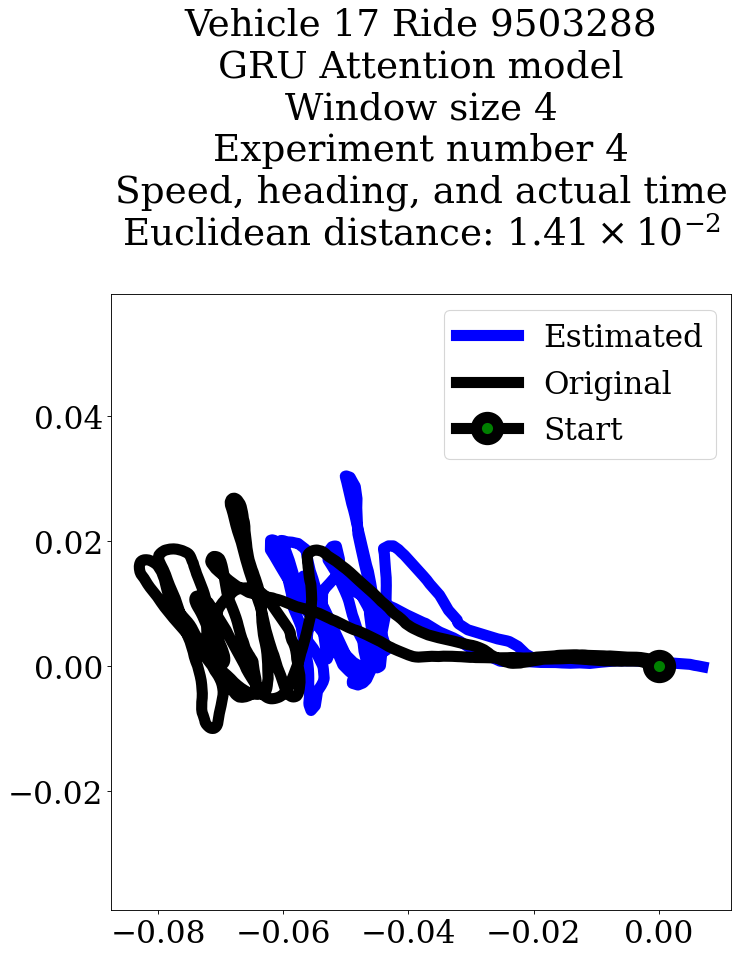 Vehicle 17 Ride 9503288
GRU Attention model
Window size 4
Experiment number 4
Speed, heading, and actual time
Euclidean distance: 1.41 × 10⁻²
Estimated
Original
Start
0.04
0.02
0.00
−0.02
−0.08 −0.06 −0.04 −0.02 0.00